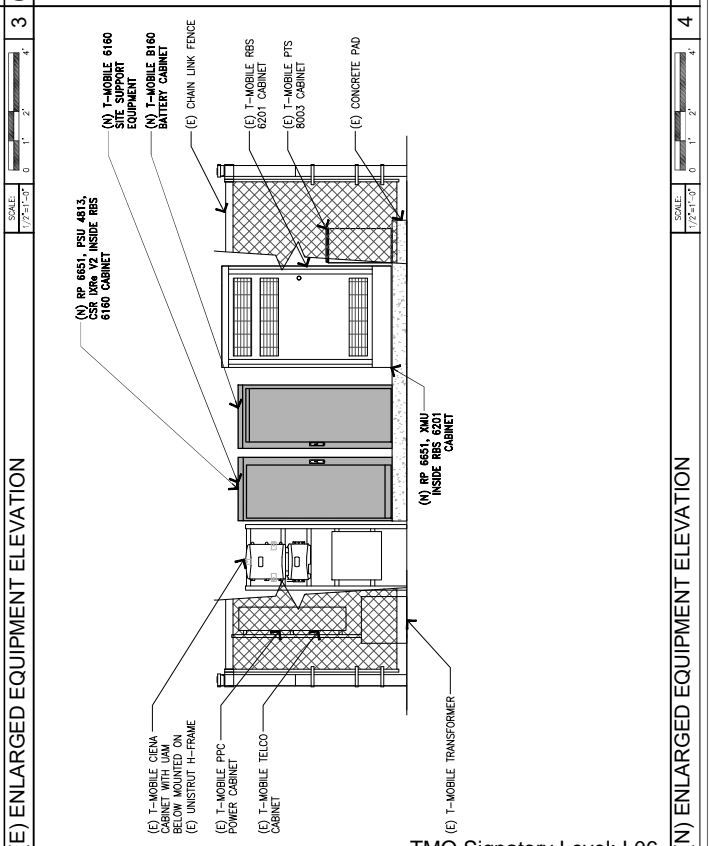 E) ENLARGED EQUIPMENT ELEVATION
SCALE:
1/2"=1'-0"
0 1' 2' 4'
3
(N) RP 6651, PSU 4813,
CSR IXRe V2 INSIDE RBS
6160 CABINET
(N) T-MOBILE 6160
SITE SUPPORT
EQUIPMENT
(N) T-MOBILE B160
BATTERY CABINET
(E) CHAIN LINK FENCE
(E) T-MOBILE RBS
6201 CABINET
(E) T-MOBILE PTS
8003 CABINET
(E) CONCRETE PAD
(N) RP 6651, XMU
INSIDE RBS 6201
CABINET
(E) T-MOBILE CIENA
CABINET WITH UAM
BELOW MOUNTED ON
(E) UNISTRUT H-FRAME
(E) T-MOBILE PPC
POWER CABINET
(E) T-MOBILE TELCO
CABINET
(E) T-MOBILE TRANSFORMER
N) ENLARGED EQUIPMENT ELEVATION
SCALE:
1/2"=1'-0"
0 1' 2' 4'
4